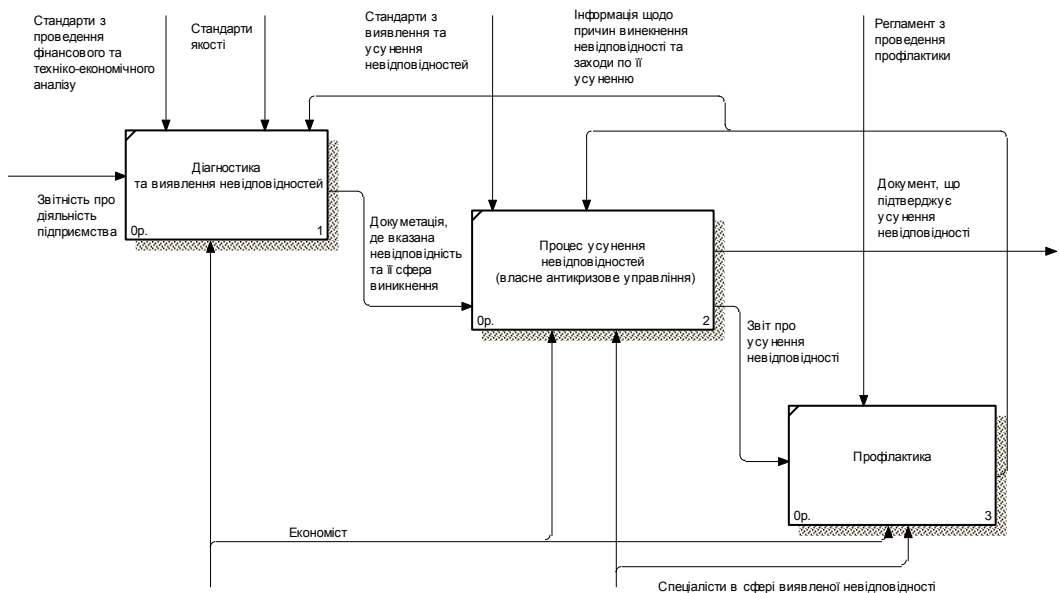 Стандарти з
проведення
фінансового та
техніко-економічного
аналізу
Стандарти
якості
Стандарти з
виявлення та
усунення
невідповідностей
Інформація щодо
причин винекнення
невідповідності та
заходи по її
усуненню
Регламент з
проведення
профілактики
Діагностика
та виявлення невідповідностей
0р.
1
Звітність про
діяльність
підприємства
Докуметація,
де вказана
невідповідність
та її сфера
виникнення
Процес усунення
невідповідностей
(власне антикризове управління)
0р.
2
Документ, що
підтверджує
усунення
невідповідності
Звіт про
усунення
невідповідності
Профілактика
0р.
3
Економіст
Спеціалісти в сфері виявленої невідповідності